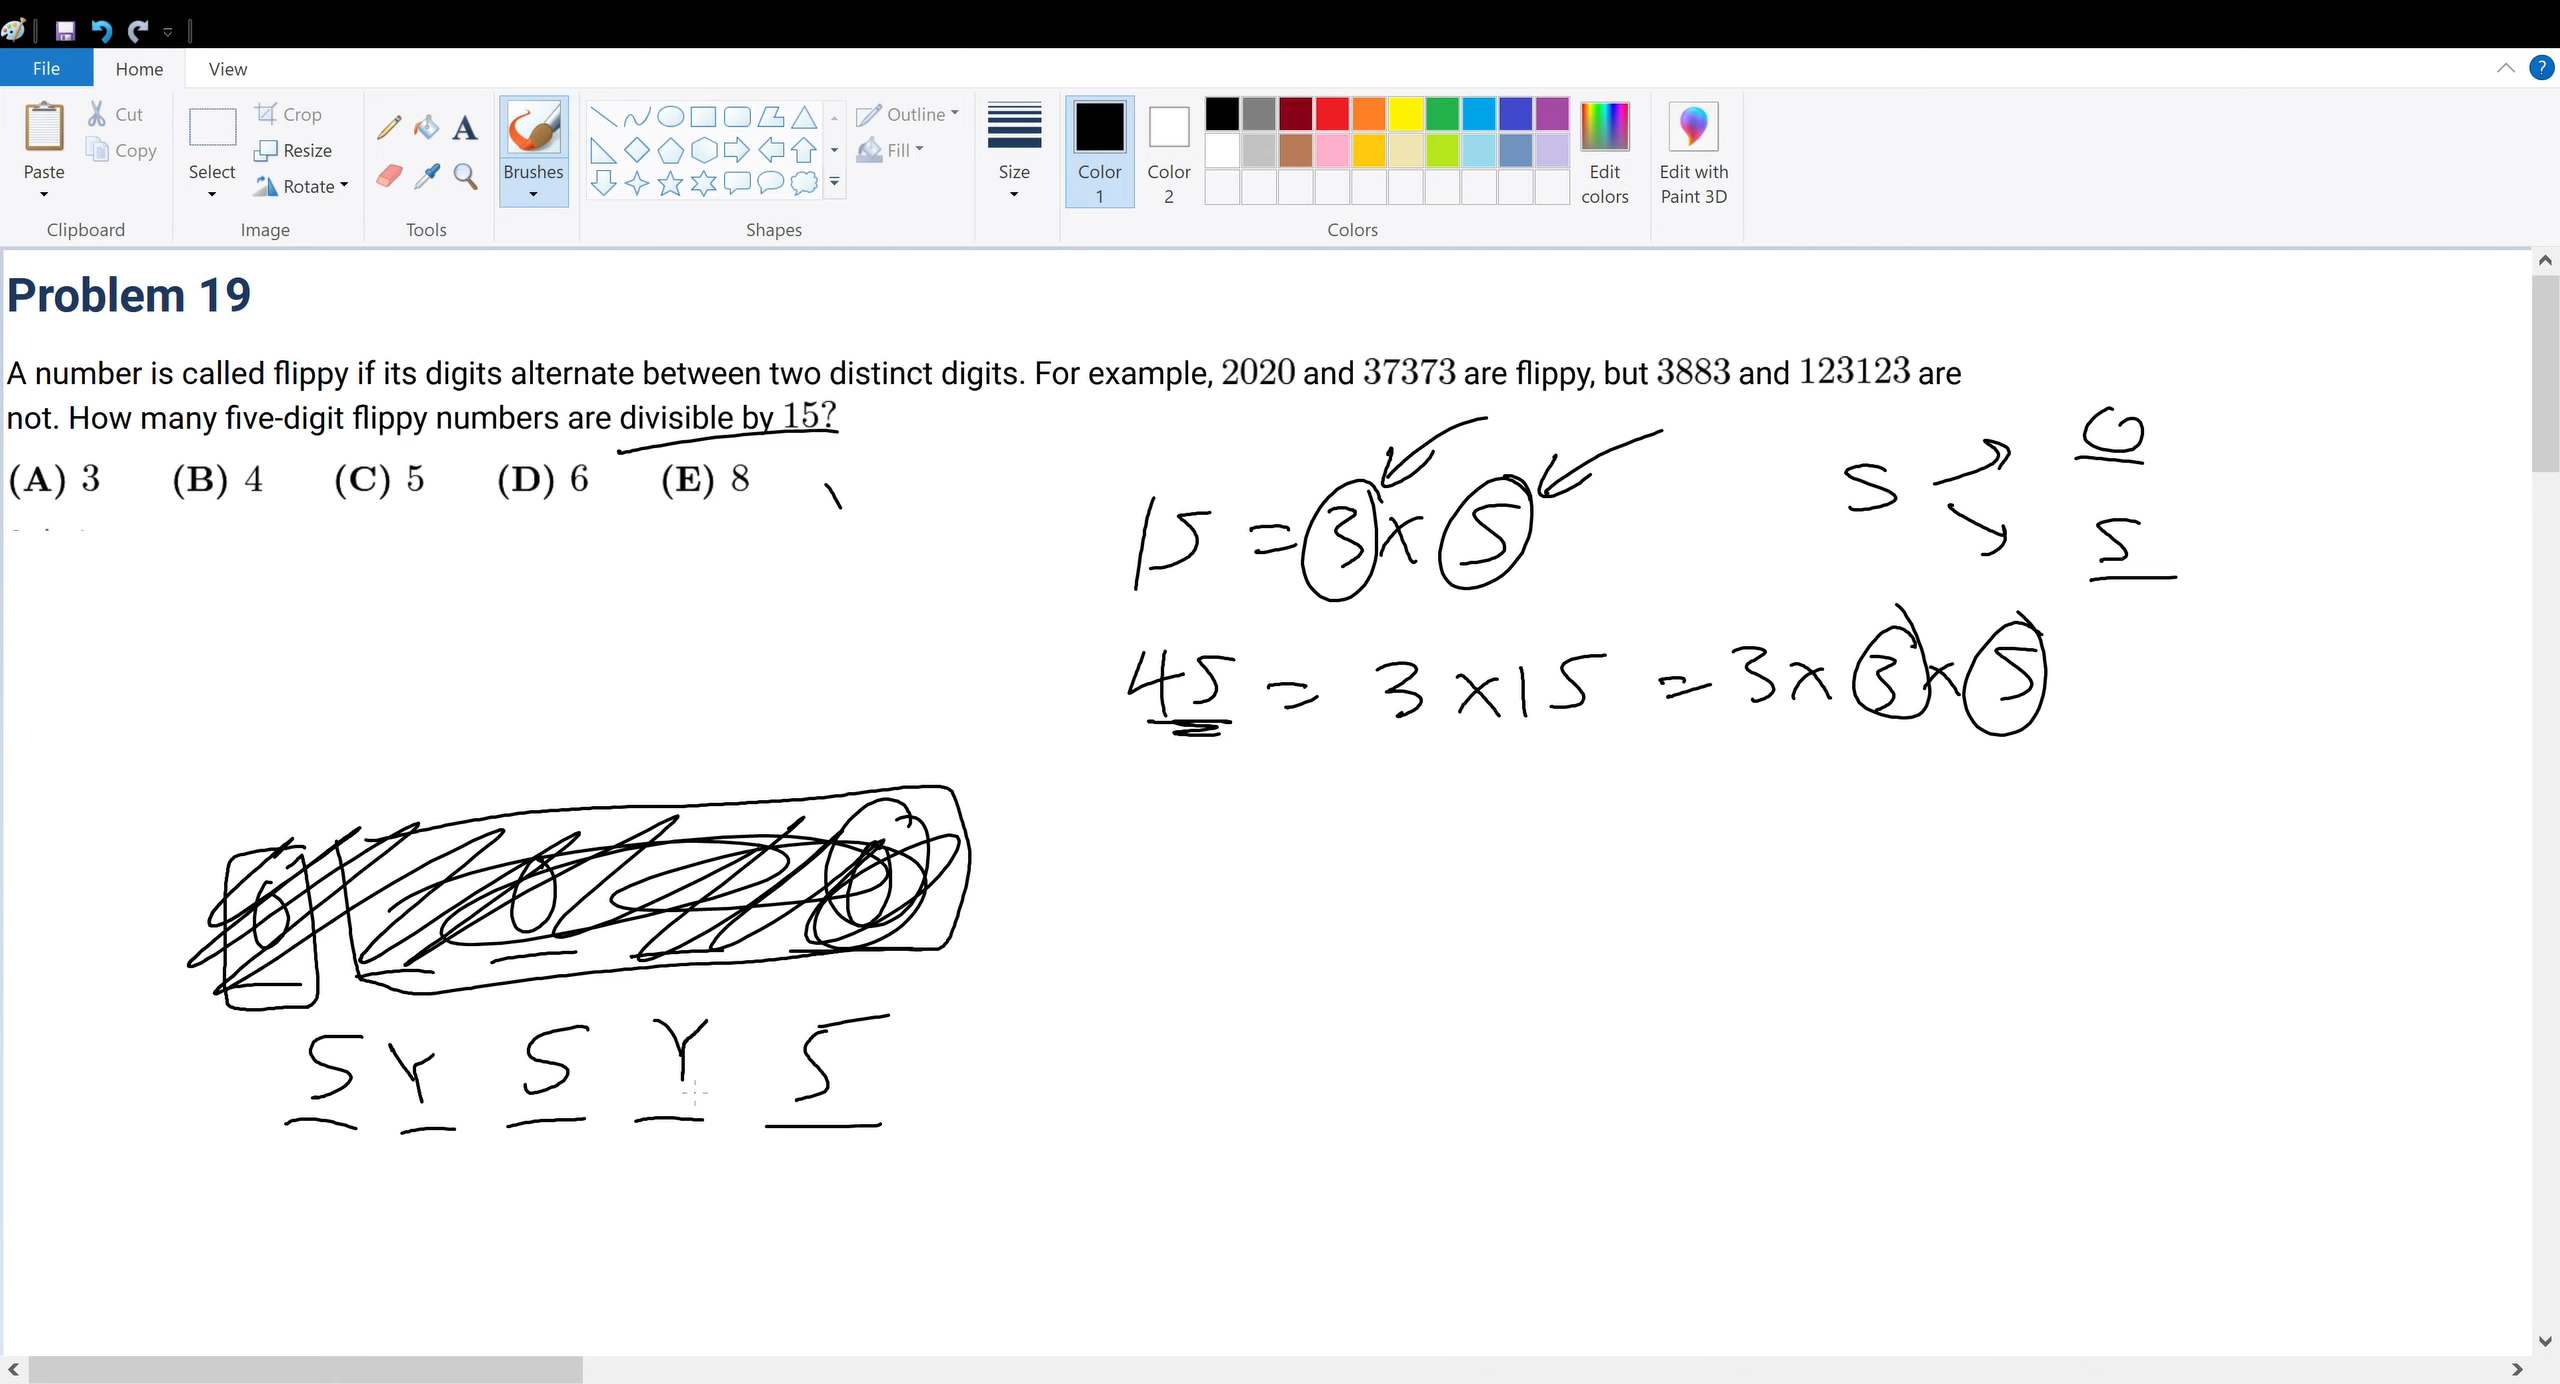 File Home View
Paste Cut Copy Clipboard
Select Crop Resize Rotate Image
A Tools
Brushes
Outline Fill Shapes
Size
Color 1 Color 2 Edit colors Colors
Edit with Paint 3D
?
Problem 19
A number is called flippy if its digits alternate between two distinct digits. For example, 2020 and 37373 are flippy, but 3883 and 123123 are
not. How many five-digit flippy numbers are divisible by 15?
(A) 3 (B) 4 (C) 5 (D) 6 (E) 8
15 = 3 x 5
5 0
5
45 = 3 x 15 = 3 x 3 x 5
0 0 0
5 Y 5 Y 5